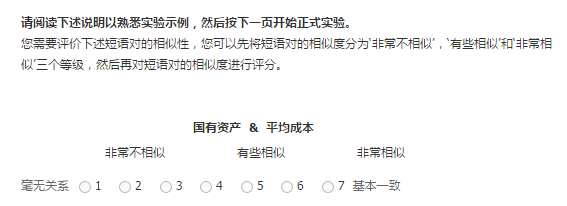 请阅读下述说明以熟悉实验示例，然后按下一页开始正式实验。
您需要评价下述短语对的相似性，您可以先将短语对的相似度分为‘非常不相似’，‘有些相似’和‘非常相
似’三个等级，然后再对短语对的相似度进行评分。
国有资产 & 平均成本
非常不相似 有些相似 非常相似
毫无关系 1 2 3 4 5 6 7 基本一致